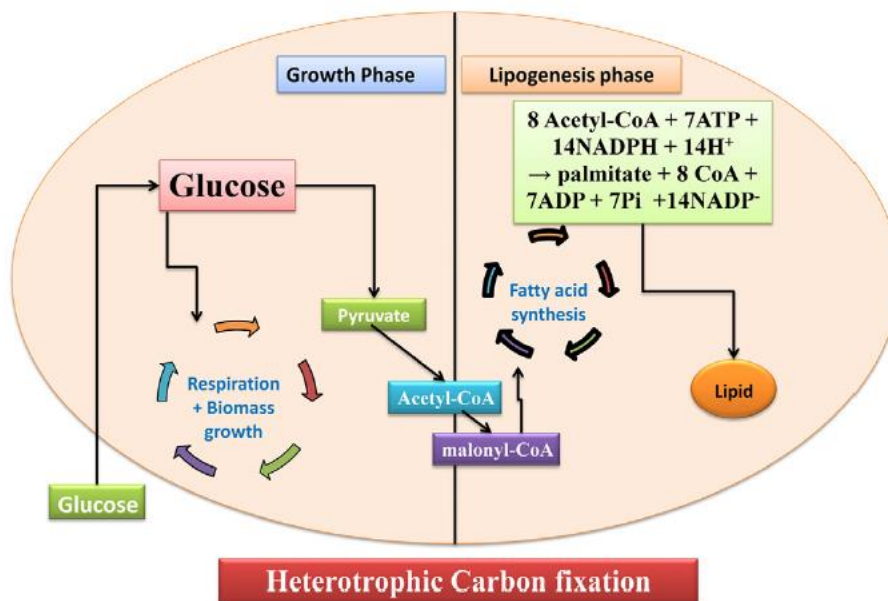 Growth Phase
Lipogenesis phase
8 Acetyl-CoA + 7ATP +
14NADPH + 14H⁺
→ palmitate + 8 CoA +
7ADP + 7Pi +14NADP⁻
Glucose
Pyruvate
Fatty acid
synthesis
Respiration
+ Biomass
growth
Acetyl-CoA
malonyl-CoA
Lipid
Glucose
Heterotrophic Carbon fixation